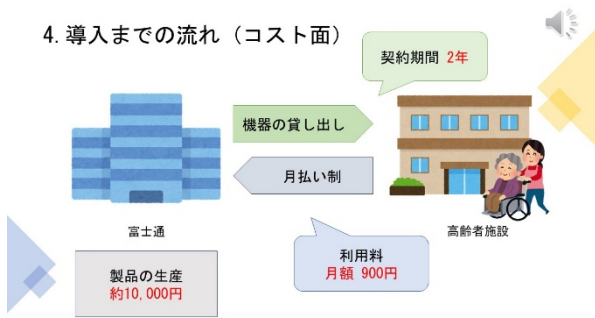 4. 導入までの流れ（コスト面）
契約期間 2年
機器の貸し出し
月払い制
富士通
高齢者施設
製品の生産
約10,000円
利用料
月額 900円